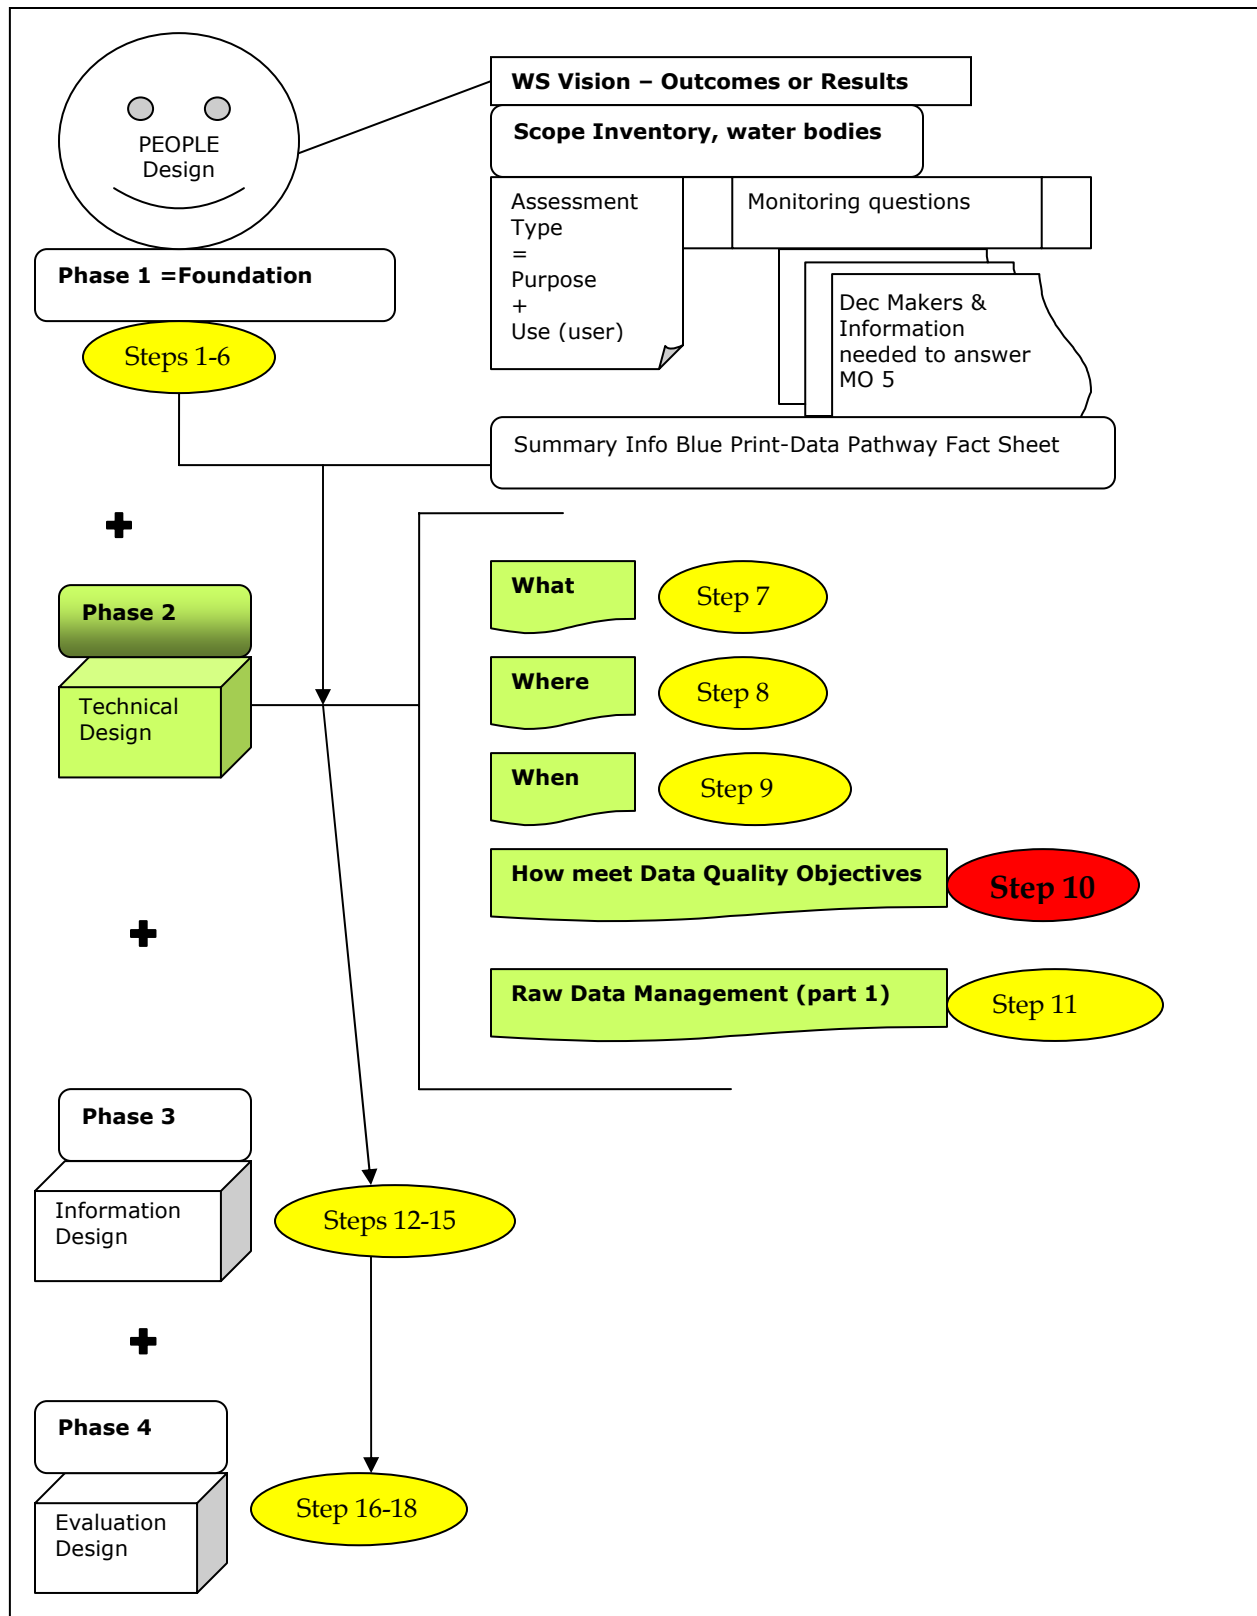 PEOPLE
Design
WS Vision – Outcomes or Results
Scope Inventory, water bodies
Assessment
Type
=
Purpose
+
Use (user)
Monitoring questions
Dec Makers &
Information
needed to answer
MO 5
Phase 1 =Foundation
Steps 1-6
Summary Info Blue Print-Data Pathway Fact Sheet
Phase 2
Technical
Design
What
Step 7
Where
Step 8
When
Step 9
How meet Data Quality Objectives
Step 10
Raw Data Management (part 1)
Step 11
Phase 3
Information
Design
Steps 12-15
Phase 4
Evaluation
Design
Step 16-18